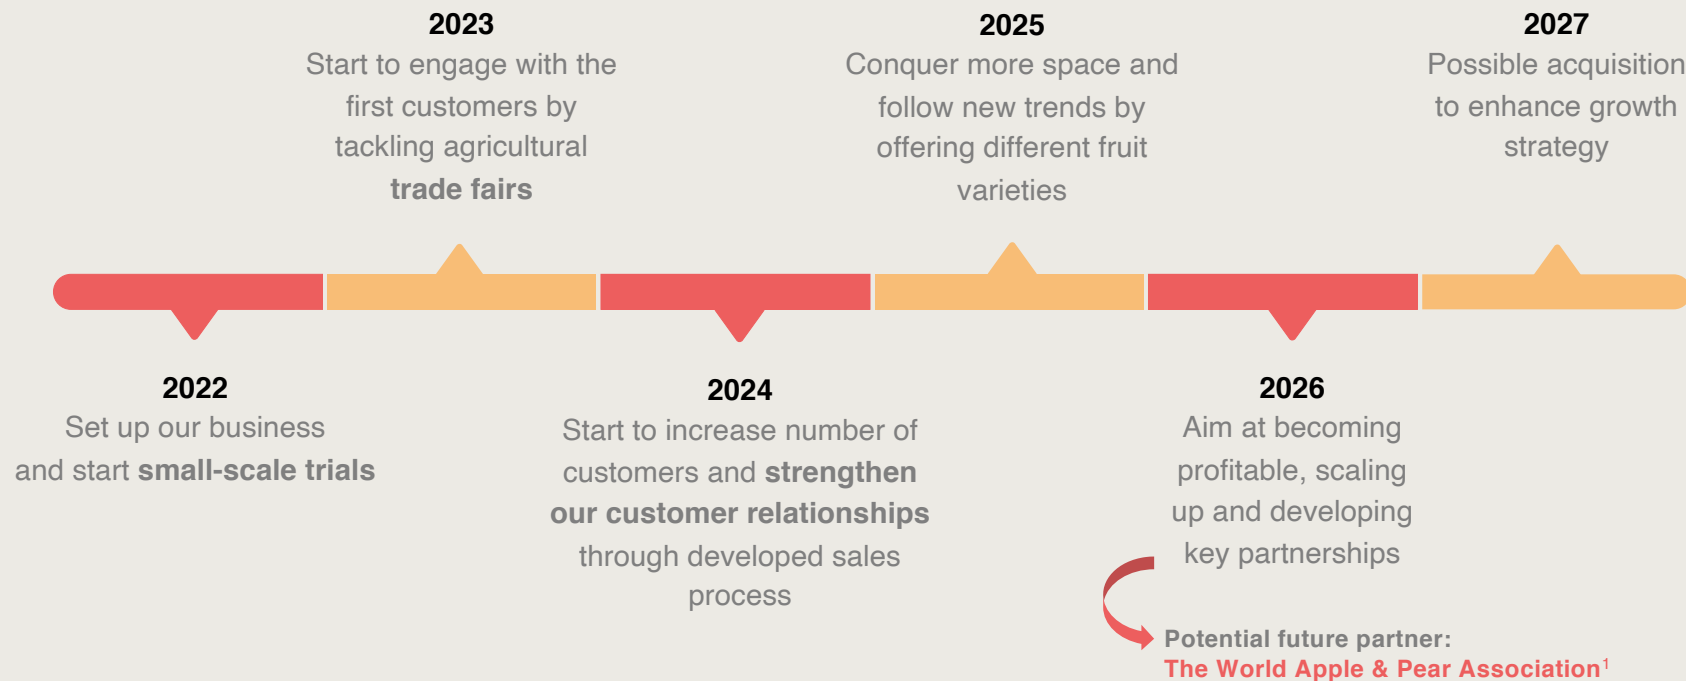 2023
Start to engage with the
first customers by
tackling agricultural
trade fairs
2025
Conquer more space and
follow new trends by
offering different fruit
varieties
2027
Possible acquisition
to enhance growth
strategy
2022
Set up our business
and start small-scale trials
2024
Start to increase number of
customers and strengthen
our customer relationships
through developed sales
process
2026
Aim at becoming
profitable, scaling
up and developing
key partnerships
Potential future partner:
The World Apple & Pear Association¹